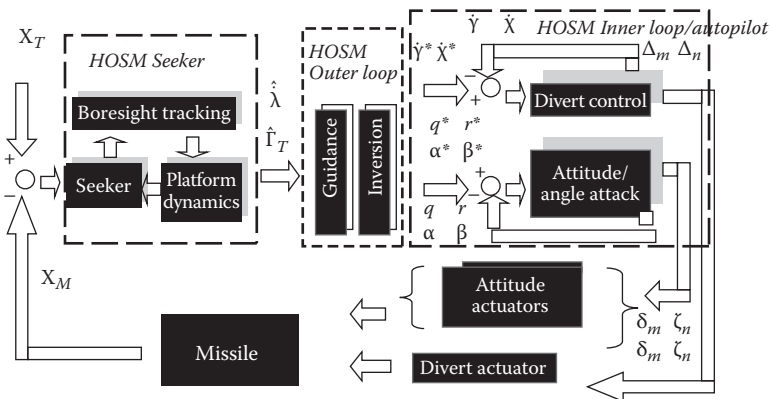 X_T
HOSM Seeker
Boresight tracking
Seeker
Platform
dynamics
+
−
X_M
λ̂̇
Γ̂_T
HOSM
Outer loop
Guidance
Inversion
HOSM Inner loop/autopilot
γ̇ χ̇
γ̇* χ̇*
Δ_m Δ_n
−
+
Divert control
q* r*
α* β*
+
−
Attitude/
angle attack
q r
α β
Attitude
actuators
δ_m ζ_n
δ_m ζ_n
Missile
Divert actuator